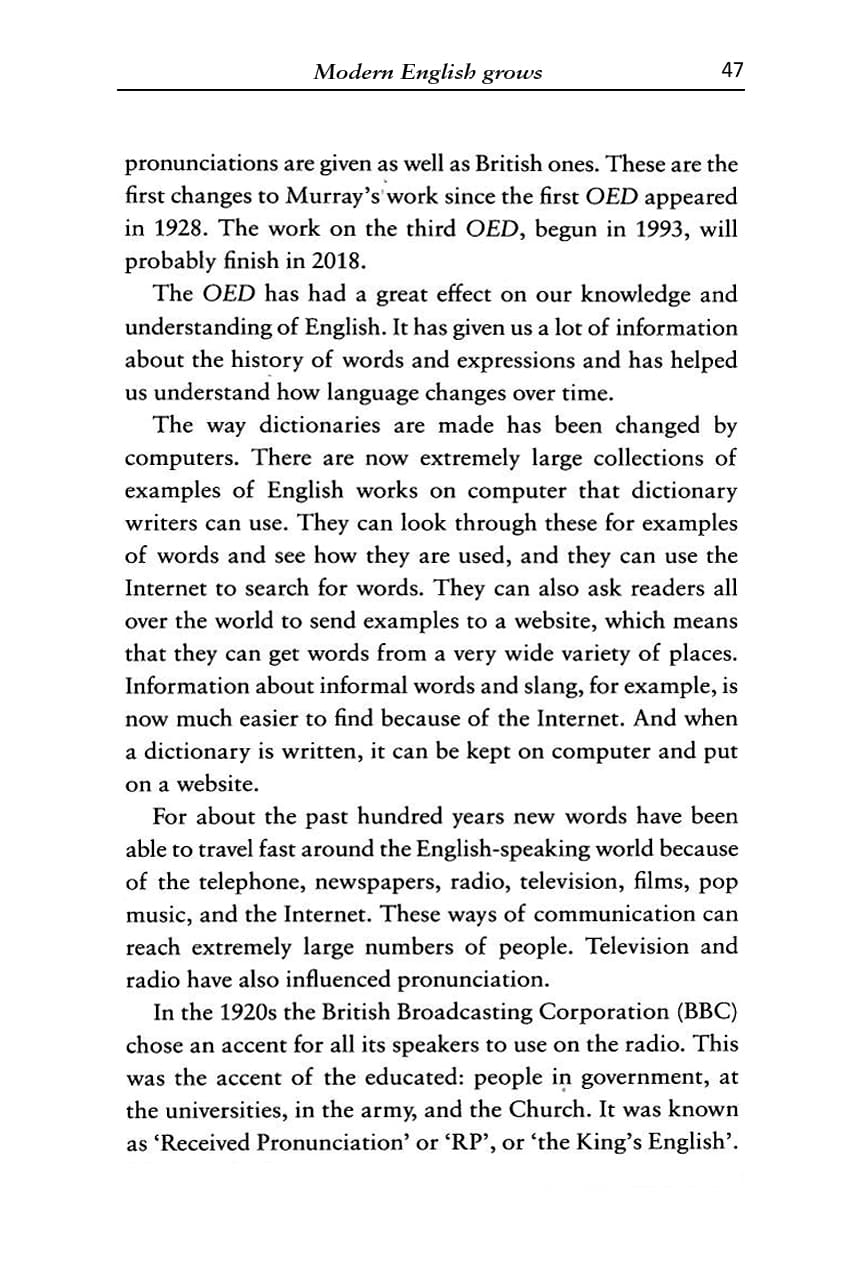 Modern English grows 47
pronunciations are given as well as British ones. These are the
first changes to Murray's work since the first OED appeared
in 1928. The work on the third OED, begun in 1993, will
probably finish in 2018.
The OED has had a great effect on our knowledge and
understanding of English. It has given us a lot of information
about the history of words and expressions and has helped
us understand how language changes over time.
The way dictionaries are made has been changed by
computers. There are now extremely large collections of
examples of English works on computer that dictionary
writers can use. They can look through these for examples
of words and see how they are used, and they can use the
Internet to search for words. They can also ask readers all
over the world to send examples to a website, which means
that they can get words from a very wide variety of places.
Information about informal words and slang, for example, is
now much easier to find because of the Internet. And when
a dictionary is written, it can be kept on computer and put
on a website.
For about the past hundred years new words have been
able to travel fast around the English-speaking world because
of the telephone, newspapers, radio, television, films, pop
music, and the Internet. These ways of communication can
reach extremely large numbers of people. Television and
radio have also influenced pronunciation.
In the 1920s the British Broadcasting Corporation (BBC)
chose an accent for all its speakers to use on the radio. This
was the accent of the educated: people in government, at
the universities, in the army, and the Church. It was known
as ‘Received Pronunciation’ or ‘RP’, or ‘the King’s English’.